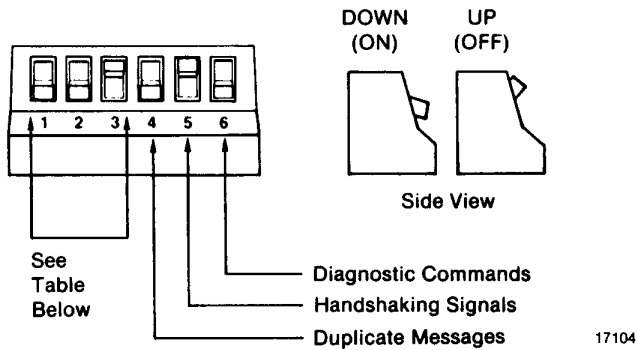 DOWN
(ON)
UP
(OFF)
1 2 3 4 5 6
Side View
See
Table
Below
Diagnostic Commands
Handshaking Signals
Duplicate Messages
17104